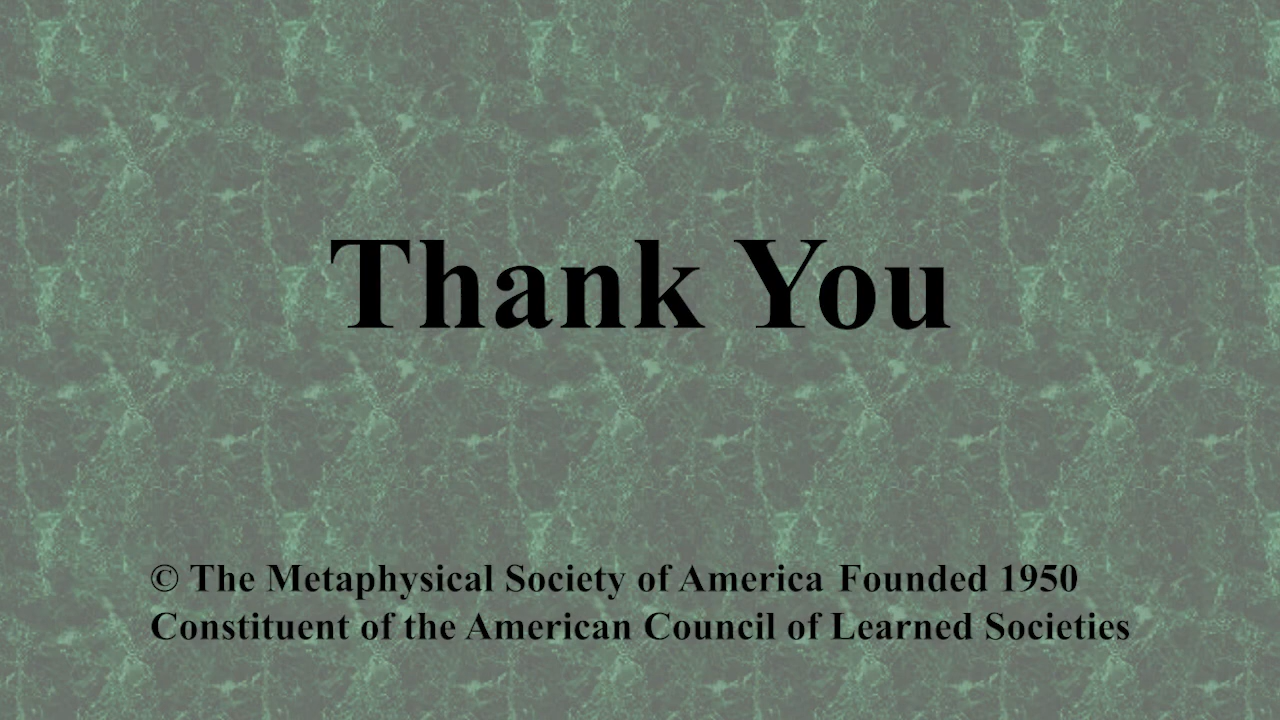 Thank You
© The Metaphysical Society of America Founded 1950
Constituent of the American Council of Learned Societies